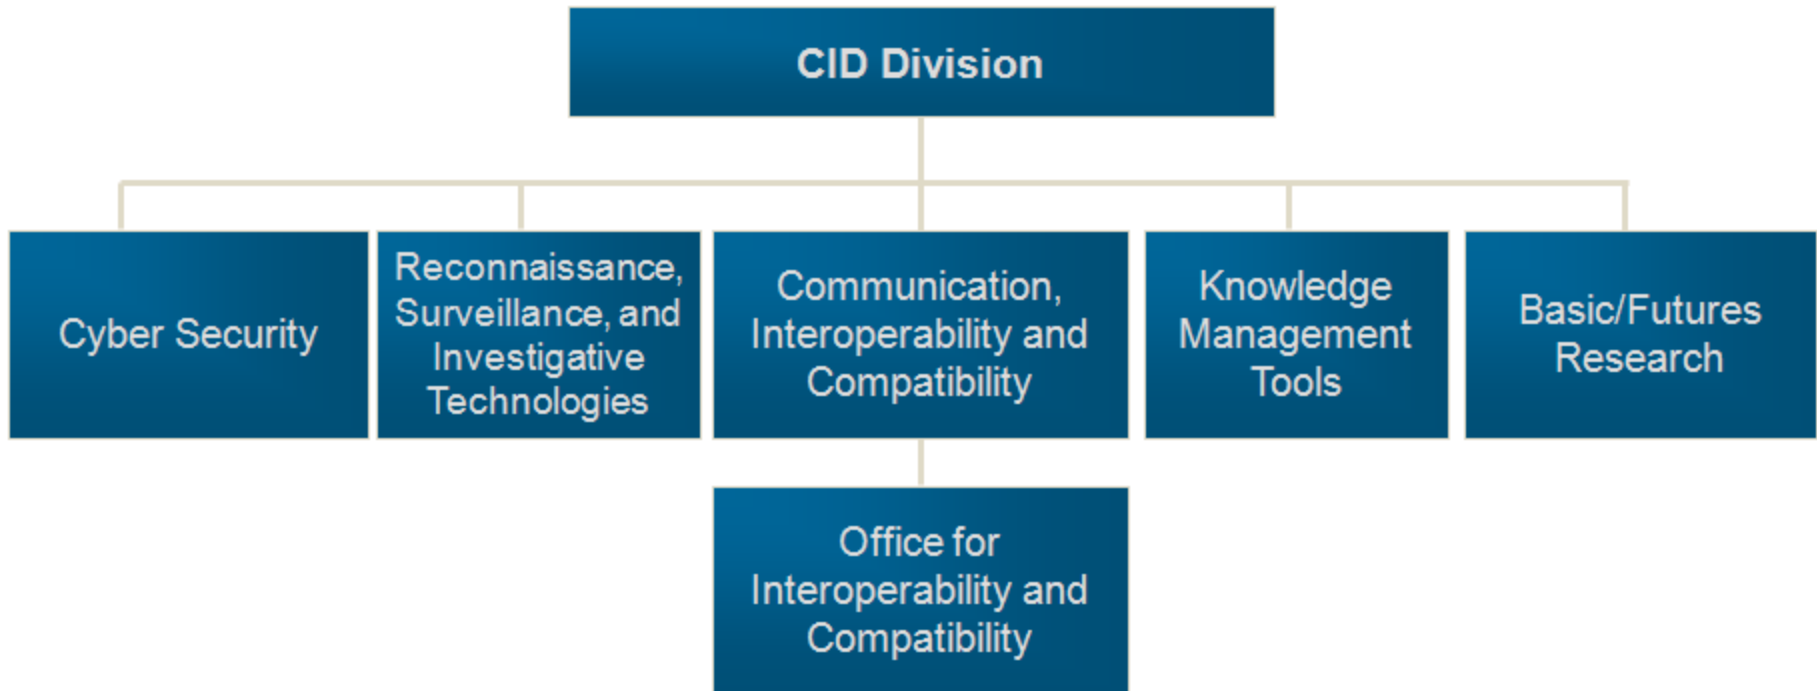 CID Division
Cyber Security
Reconnaissance,
Surveillance, and
Investigative
Technologies
Communication,
Interoperability and
Compatibility
Knowledge
Management
Tools
Basic/Futures
Research
Office for
Interoperability and
Compatibility